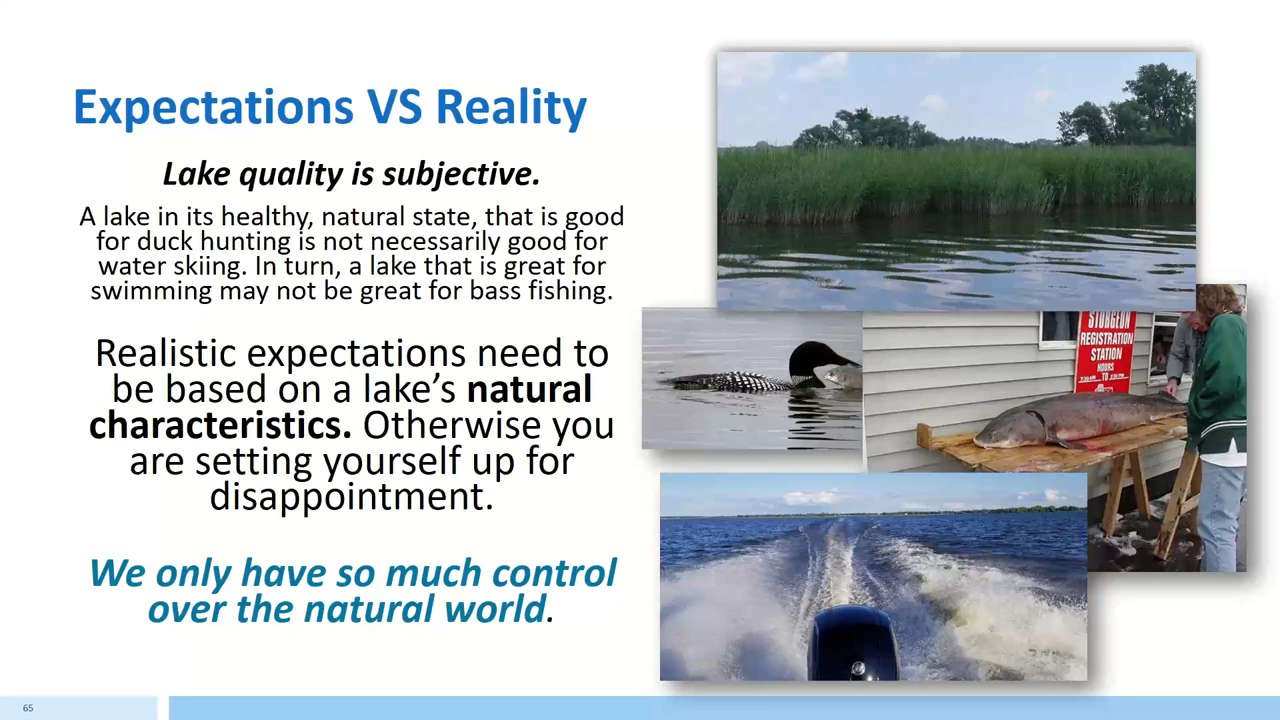 Expectations VS Reality
Lake quality is subjective.
A lake in its healthy, natural state, that is good
for duck hunting is not necessarily good for
water skiing. In turn, a lake that is great for
swimming may not be great for bass fishing.
Realistic expectations need to
be based on a lake’s natural
characteristics. Otherwise you
are setting yourself up for
disappointment.
We only have so much control
over the natural world.
STURGEON
REGISTRATION
STATION
HOURS
65